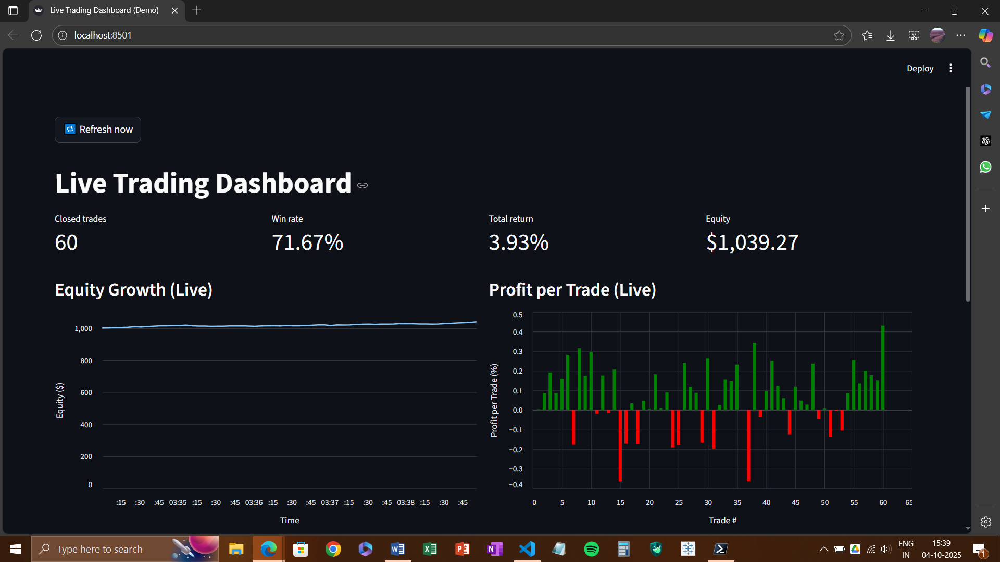 Live Trading Dashboard (Demo)
localhost:8501
Deploy
Refresh now
Live Trading Dashboard
Closed trades
60
Win rate
71.67%
Total return
3.93%
Equity
$1,039.27
Equity Growth (Live)
Equity ($)
1,000
800
600
400
200
0
:15 :30 :45 03:35 :15 :30 :45 03:36 :15 :30 :45 03:37 :15 :30 :45 03:38 :15 :30 :45
Time
Profit per Trade (Live)
Profit per Trade (%)
0.5
0.4
0.3
0.2
0.1
0.0
−0.1
−0.2
−0.3
−0.4
0 5 10 15 20 25 30 35 40 45 50 55 60 65
Trade #
Type here to search
ENG
IN
15:39
04-10-2025
1